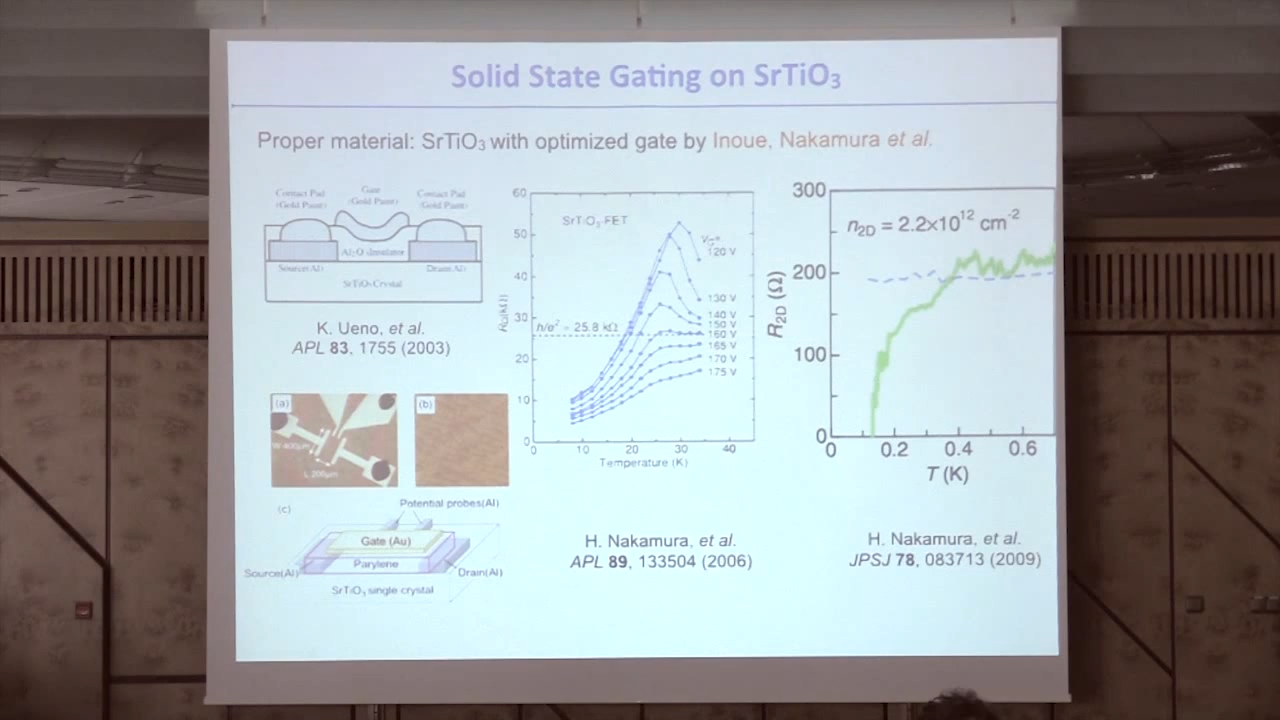 Solid State Gating on SrTiO3
Proper material: SrTiO3 with optimized gate by Inoue, Nakamura et al.
Contact Pad
(Gold Paint)
Gate
(Gold Paint)
Contact Pad
(Gold Paint)
Al2O3-Insulator
Source(Al)
Drain(Al)
SrTiO3-Crystal
K. Ueno, et al.
APL 83, 1755 (2003)
(a)
W 400μm
L 200μm
(b)
(c)
Potential probes(Al)
Gate (Au)
Parylene
Source(Al)
Drain(Al)
SrTiO3 single crystal
60
50
40
30
20
10
0
SrTiO3-FET
120 V
130 V
140 V
150 V
160 V
165 V
170 V
175 V
h/e2 = 25.8 kΩ
0
10
20
30
40
Temperature (K)
H. Nakamura, et al.
APL 89, 133504 (2006)
300
200
100
0
R2D (Ω)
n2D = 2.2×10^12 cm^-2
0
0.2
0.4
0.6
T (K)
H. Nakamura, et al.
JPSJ 78, 083713 (2009)